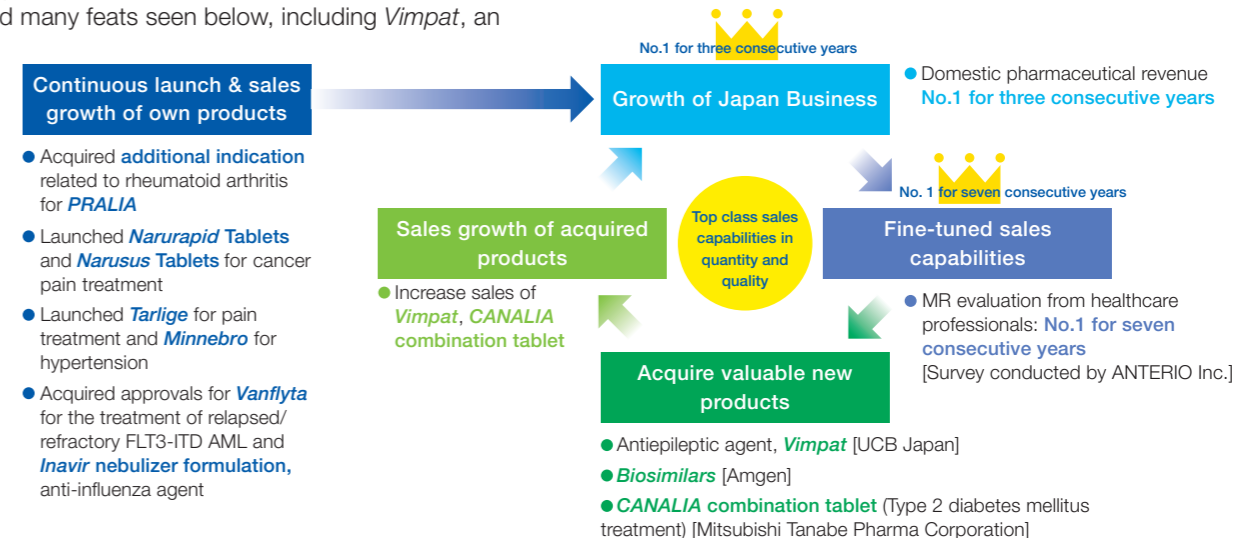 d many feats seen below, including Vimpat, an
Continuous launch & sales
growth of own products
● Acquired additional indication
related to rheumatoid arthritis
for PRALIA
● Launched Narurapid Tablets
and Narusus Tablets for cancer
pain treatment
● Launched Tarlige for pain
treatment and Minnebro for
hypertension
● Acquired approvals for Vanflyta
for the treatment of relapsed/
refractory FLT3-ITD AML and
Inavir nebulizer formulation,
anti-influenza agent
No.1 for three consecutive years
Growth of Japan Business
● Domestic pharmaceutical revenue
No.1 for three consecutive years
No. 1 for seven consecutive years
Fine-tuned sales
capabilities
● MR evaluation from healthcare
professionals: No.1 for seven
consecutive years
[Survey conducted by ANTERIO Inc.]
Top class sales
capabilities in
quantity and
quality
Sales growth of acquired
products
● Increase sales of
Vimpat, CANALIA
combination tablet
Acquire valuable new
products
● Antiepileptic agent, Vimpat [UCB Japan]
● Biosimilars [Amgen]
● CANALIA combination tablet (Type 2 diabetes mellitus
treatment) [Mitsubishi Tanabe Pharma Corporation]